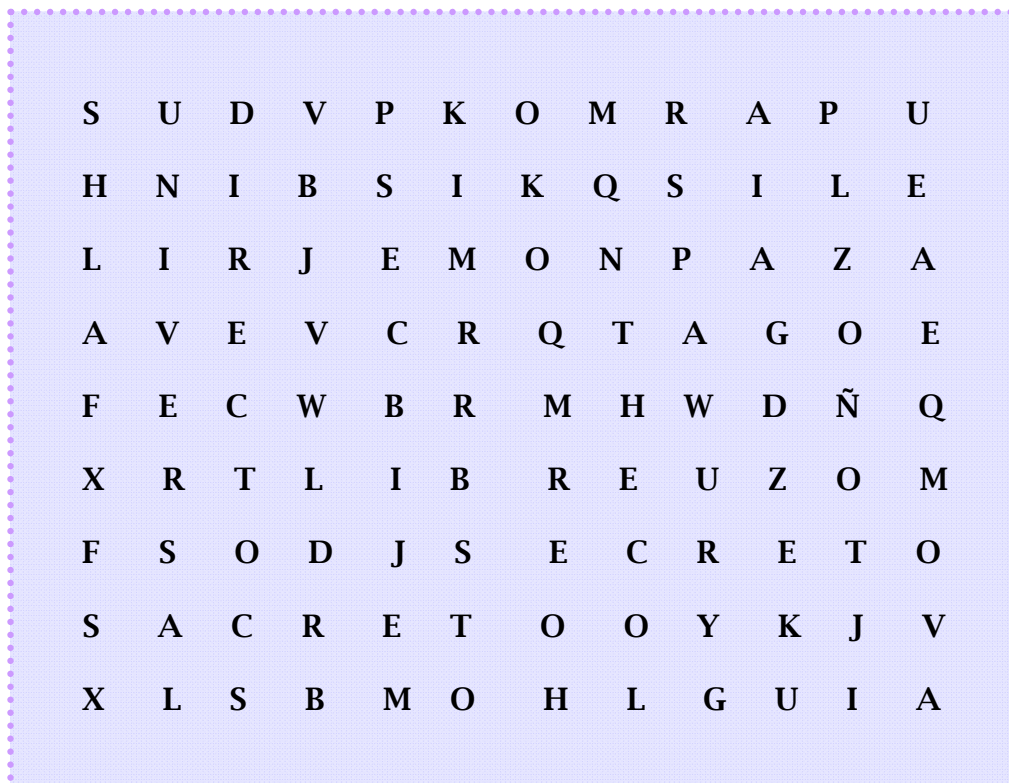 S U D V P K O M R A P U
H N I B S I K Q S I L E
L I R J E M O N P A Z A
A V E V C R Q T A G O E
F E C W B R M H W D Ñ Q
X R T L I B R E U Z O M
F S O D J S E C R E T O
S A C R E T O O Y K J V
X L S B M O H L G U I A